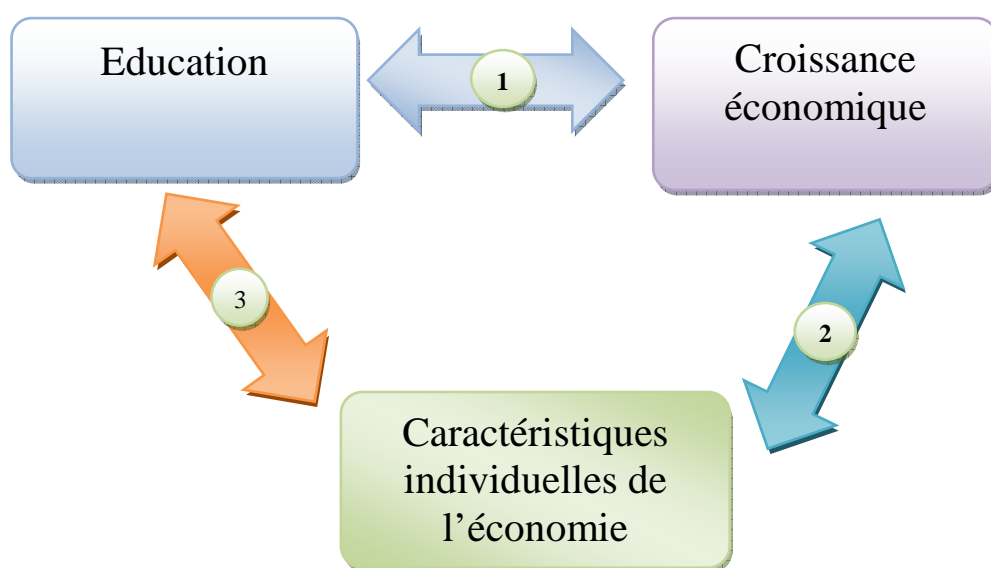 Education
1
Croissance
économique
3
2
Caractéristiques
individuelles de
l’économie